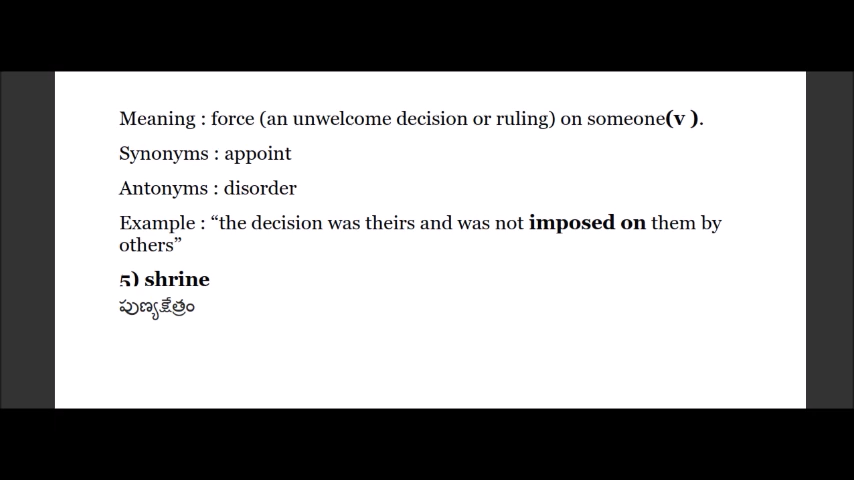 Meaning : force (an unwelcome decision or ruling) on someone(v ).
Synonyms : appoint
Antonyms : disorder
Example : “the decision was theirs and was not imposed on them by
others”
5) shrine
పుణ్యక్షేత్రం